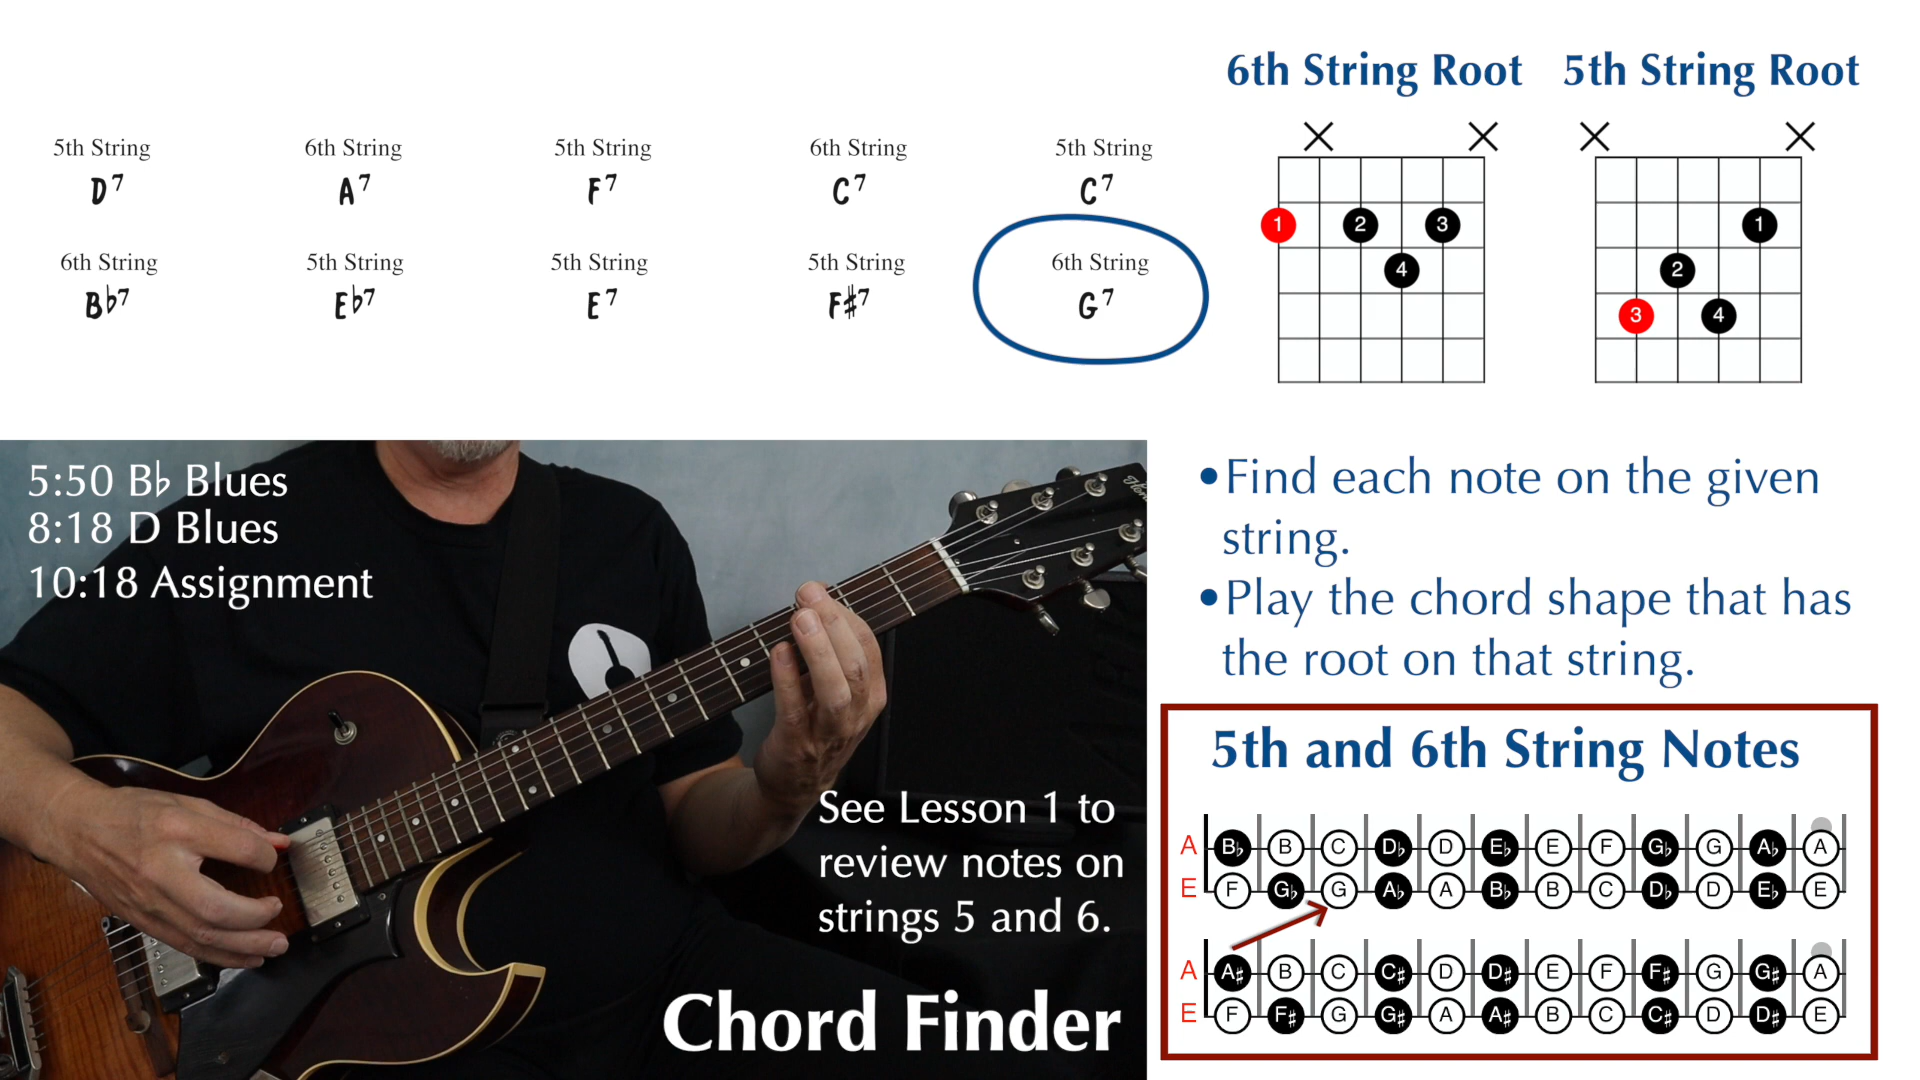 6th String Root
5th String Root
5th String
6th String
5th String
6th String
5th String
D7
A7
F7
C7
C7
6th String
5th String
5th String
5th String
6th String
B♭7
E♭7
E7
F♯7
G7
1 2 3
4
1
2
3 4
5:50 B♭ Blues
8:18 D Blues
10:18 Assignment
See Lesson 1 to
review notes on
strings 5 and 6.
Chord Finder
•Find each note on the given
string.
•Play the chord shape that has
the root on that string.
5th and 6th String Notes
A B♭ B C D♭ D E♭ E F G♭ G A♭ A
E F G♭ G A♭ A B♭ B C D♭ D E♭ E
A A♯ B C C♯ D D♯ E F F♯ G G♯ A
E F F♯ G G♯ A A♯ B C C♯ D D♯ E